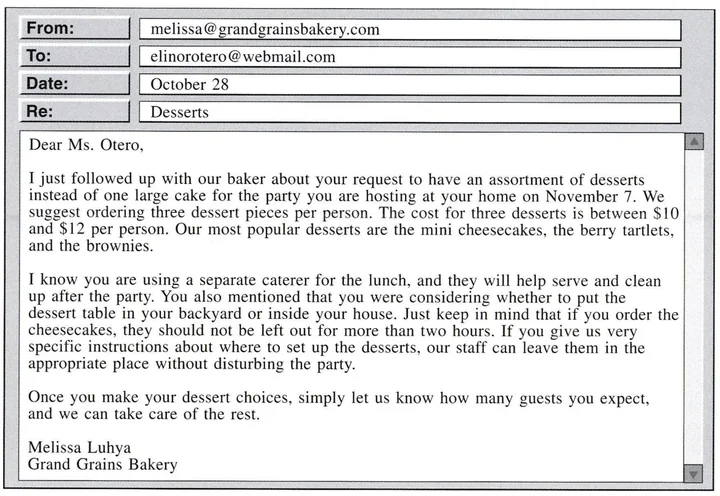 From: melissa@grandgrainsbakery.com
To: elinorotero@webmail.com
Date: October 28
Re: Desserts
Dear Ms. Otero,
I just followed up with our baker about your request to have an assortment of desserts
instead of one large cake for the party you are hosting at your home on November 7. We
suggest ordering three dessert pieces per person. The cost for three desserts is between $10
and $12 per person. Our most popular desserts are the mini cheesecakes, the berry tartlets,
and the brownies.
I know you are using a separate caterer for the lunch, and they will help serve and clean
up after the party. You also mentioned that you were considering whether to put the
dessert table in your backyard or inside your house. Just keep in mind that if you order the
cheesecakes, they should not be left out for more than two hours. If you give us very
specific instructions about where to set up the desserts, our staff can leave them in the
appropriate place without disturbing the party.
Once you make your dessert choices, simply let us know how many guests you expect,
and we can take care of the rest.
Melissa Luhya
Grand Grains Bakery